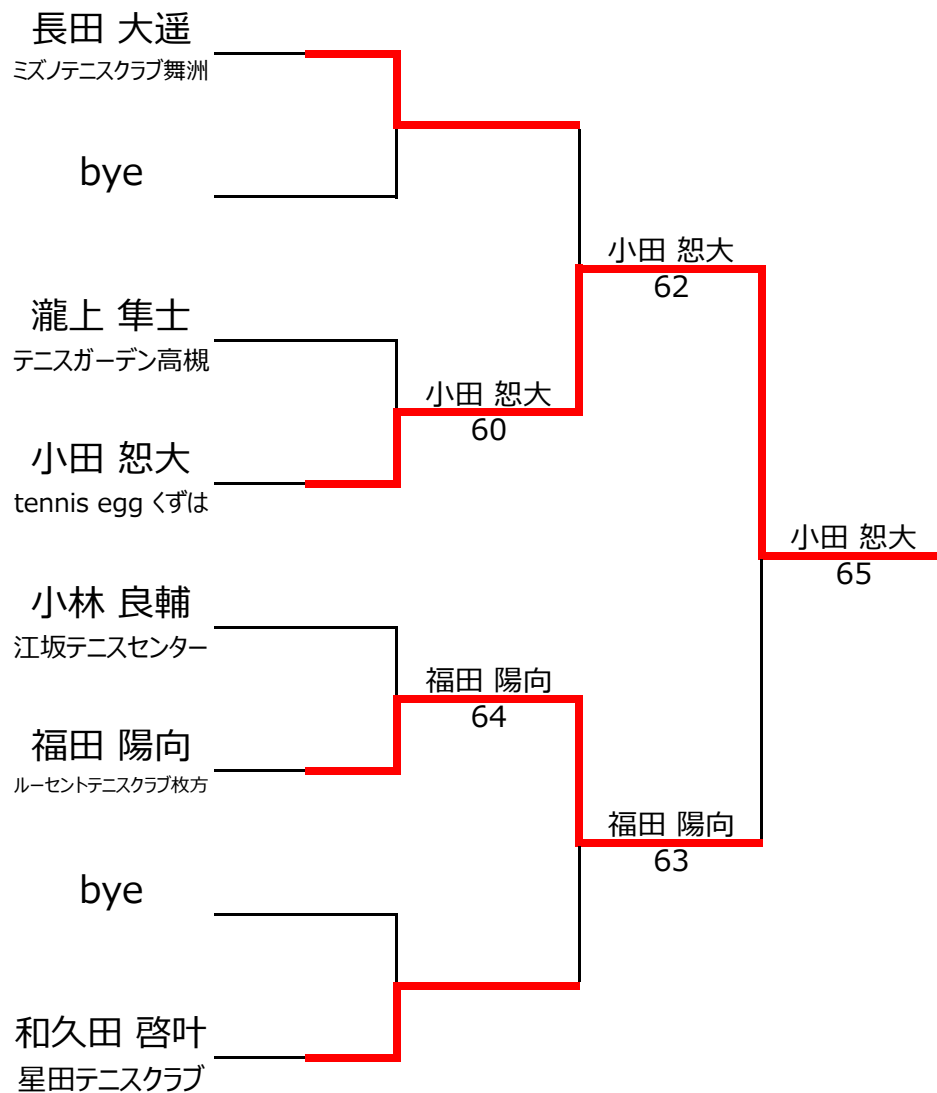 長田 大遥
ミズノテニスクラブ舞洲
bye
瀧上 隼士
テニスガーデン高槻
小田 恕大
tennis egg くずは
小林 良輔
江坂テニスセンター
福田 陽向
ルーセントテニスクラブ枚方
bye
和久田 啓叶
星田テニスクラブ
小田 恕大
60
福田 陽向
64
小田 恕大
62
福田 陽向
63
小田 恕大
65